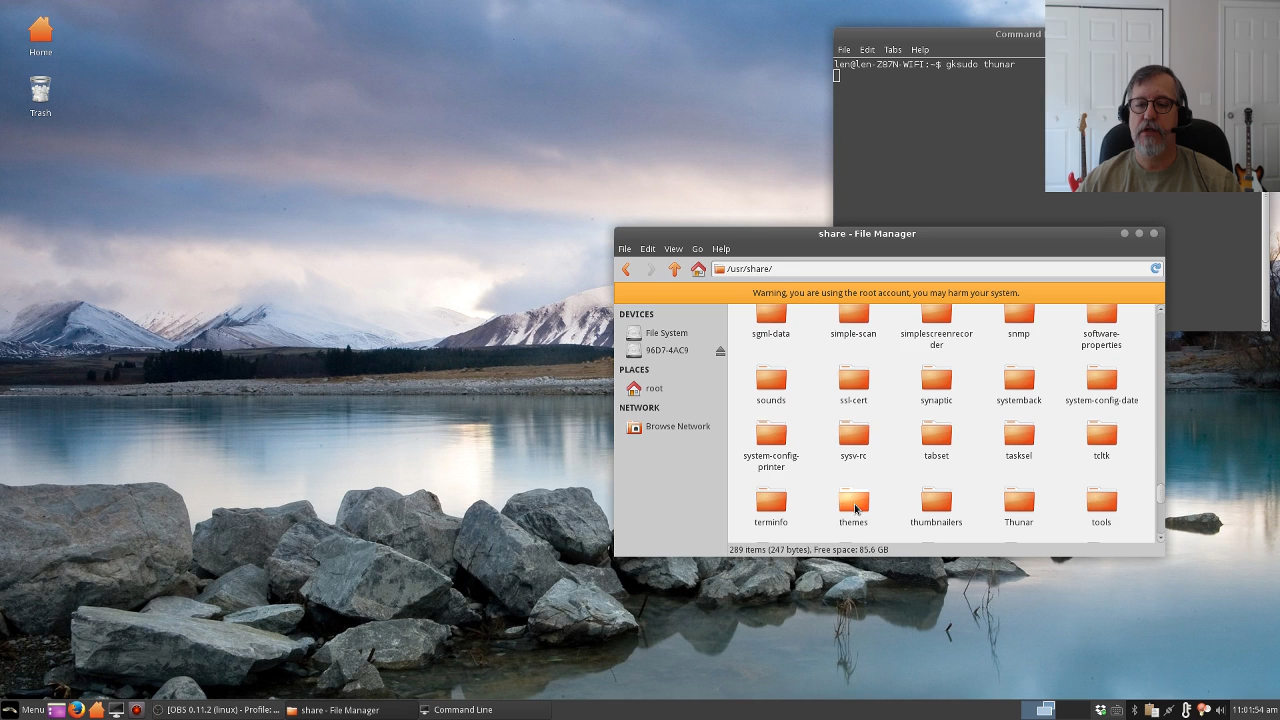 Home
Trash
Command
File Edit Tabs Help
len@len-Z87N-WIFI:~$ gksudo thunar
share - File Manager
File Edit View Go Help
/usr/share/
Warning, you are using the root account, you may harm your system.
DEVICES
File System
96D7-4AC9
PLACES
root
NETWORK
Browse Network
sgml-data simple-scan simplescreenrecor snmp software-
der properties
sounds ssl-cert synaptic systemback system-config-date
system-config- sysv-rc tabset tasksel tcltk
printer
terminfo themes thumbnailers Thunar tools
289 items (247 bytes), Free space: 85.6 GB
Menu [OBS 0.11.2 (linux) - Profile: ... share - File Manager Command Line 11:01:54 am